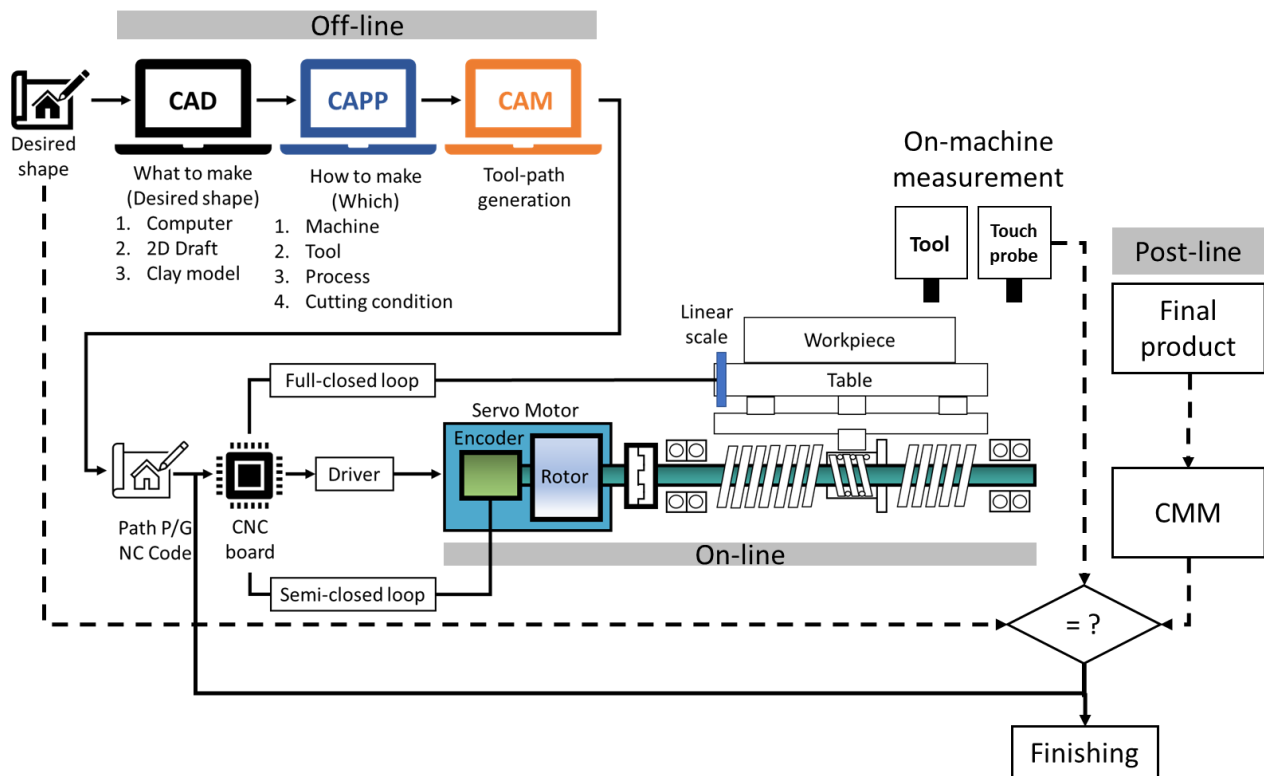 Off-line
CAD
CAPP
CAM
Desired
shape
What to make
(Desired shape)
1. Computer
2. 2D Draft
3. Clay model
How to make
(Which)
1. Machine
2. Tool
3. Process
4. Cutting condition
Tool-path
generation
On-machine
measurement
Tool
Touch
probe
Post-line
Final
product
Linear
scale
Workpiece
Table
Full-closed loop
Servo Motor
Encoder
Rotor
Driver
Path P/G
NC Code
CNC
board
CMM
On-line
Semi-closed loop
= ?
Finishing